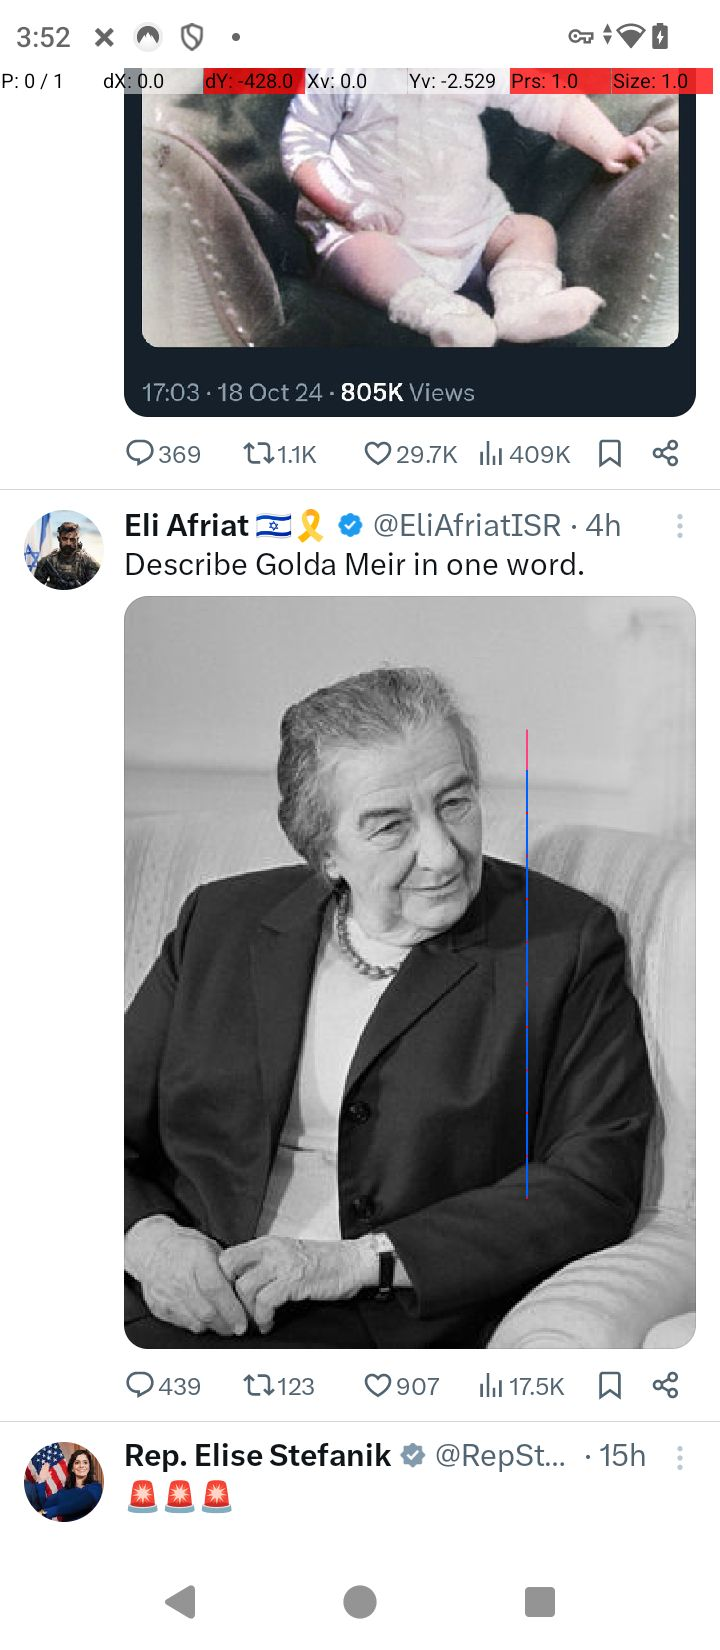 3:52
P: 0 / 1 dX: 0.0 dY: -428.0 Xv: 0.0 Yv: -2.529 Prs: 1.0 Size: 1.0
17:03 · 18 Oct 24 · 805K Views
369 1.1K 29.7K 409K
Eli Afriat 🇮🇱🎗️ @EliAfriatISR · 4h
Describe Golda Meir in one word.
439 123 907 17.5K
Rep. Elise Stefanik @RepSt... · 15h
🚨🚨🚨